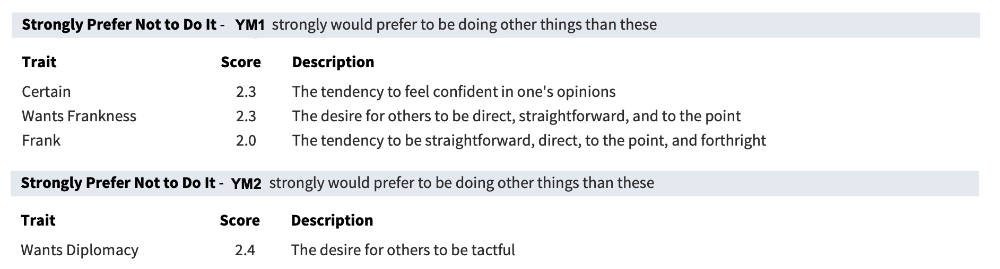 Strongly Prefer Not to Do It - YM1 strongly would prefer to be doing other things than these
Trait Score Description
Certain 2.3 The tendency to feel confident in one's opinions
Wants Frankness 2.3 The desire for others to be direct, straightforward, and to the point
Frank 2.0 The tendency to be straightforward, direct, to the point, and forthright
Strongly Prefer Not to Do It - YM2 strongly would prefer to be doing other things than these
Trait Score Description
Wants Diplomacy 2.4 The desire for others to be tactful